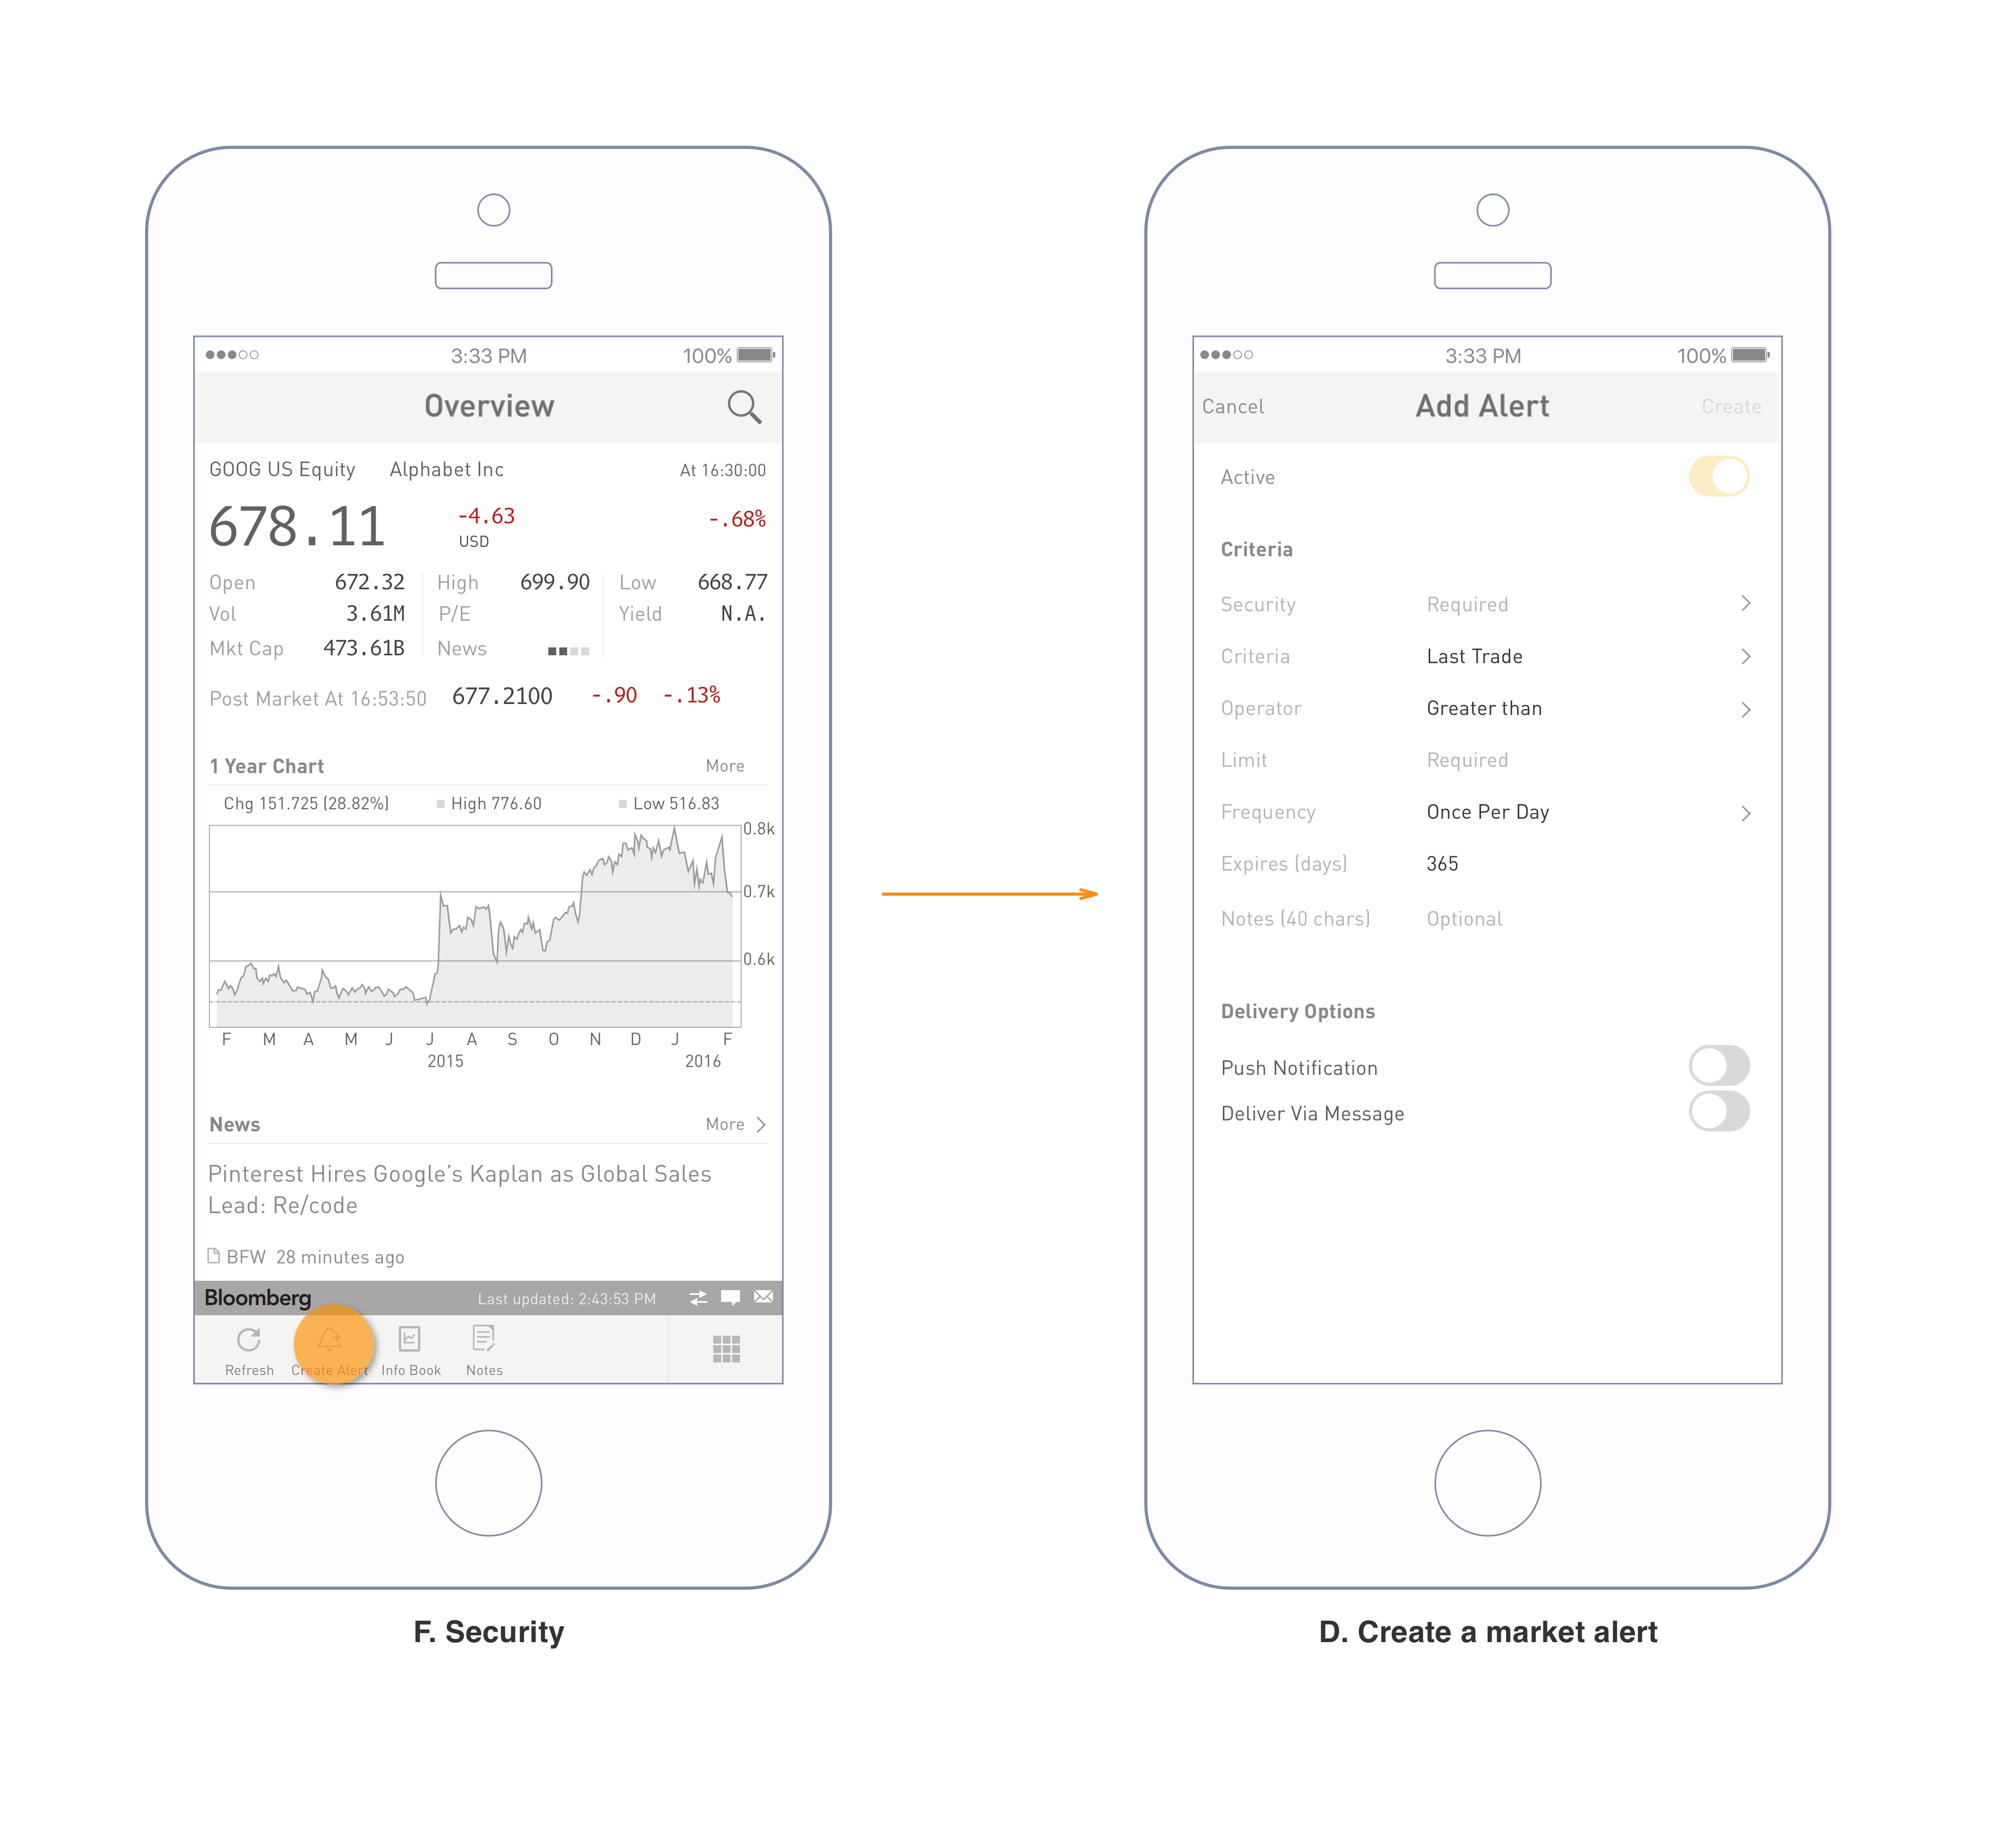 3:33 PM 100%
Overview
GOOG US Equity Alphabet Inc At 16:30:00
678.11 -4.63 -.68%
USD
Open 672.32 High 699.90 Low 668.77
Vol 3.61M P/E Yield N.A.
Mkt Cap 473.61B News
Post Market At 16:53:50 677.2100 -.90 -.13%
1 Year Chart More
Chg 151.725 (28.82%) High 776.60 Low 516.83
0.8k
0.7k
0.6k
F M A M J J A S O N D J F
2015 2016
News More
Pinterest Hires Google’s Kaplan as Global Sales
Lead: Re/code
BFW 28 minutes ago
Bloomberg Last updated: 2:43:53 PM
Refresh Create Alert Info Book Notes
F. Security
3:33 PM 100%
Cancel Add Alert Create
Active
Criteria
Security Required
Criteria Last Trade
Operator Greater than
Limit Required
Frequency Once Per Day
Expires (days) 365
Notes (40 chars) Optional
Delivery Options
Push Notification
Deliver Via Message
D. Create a market alert